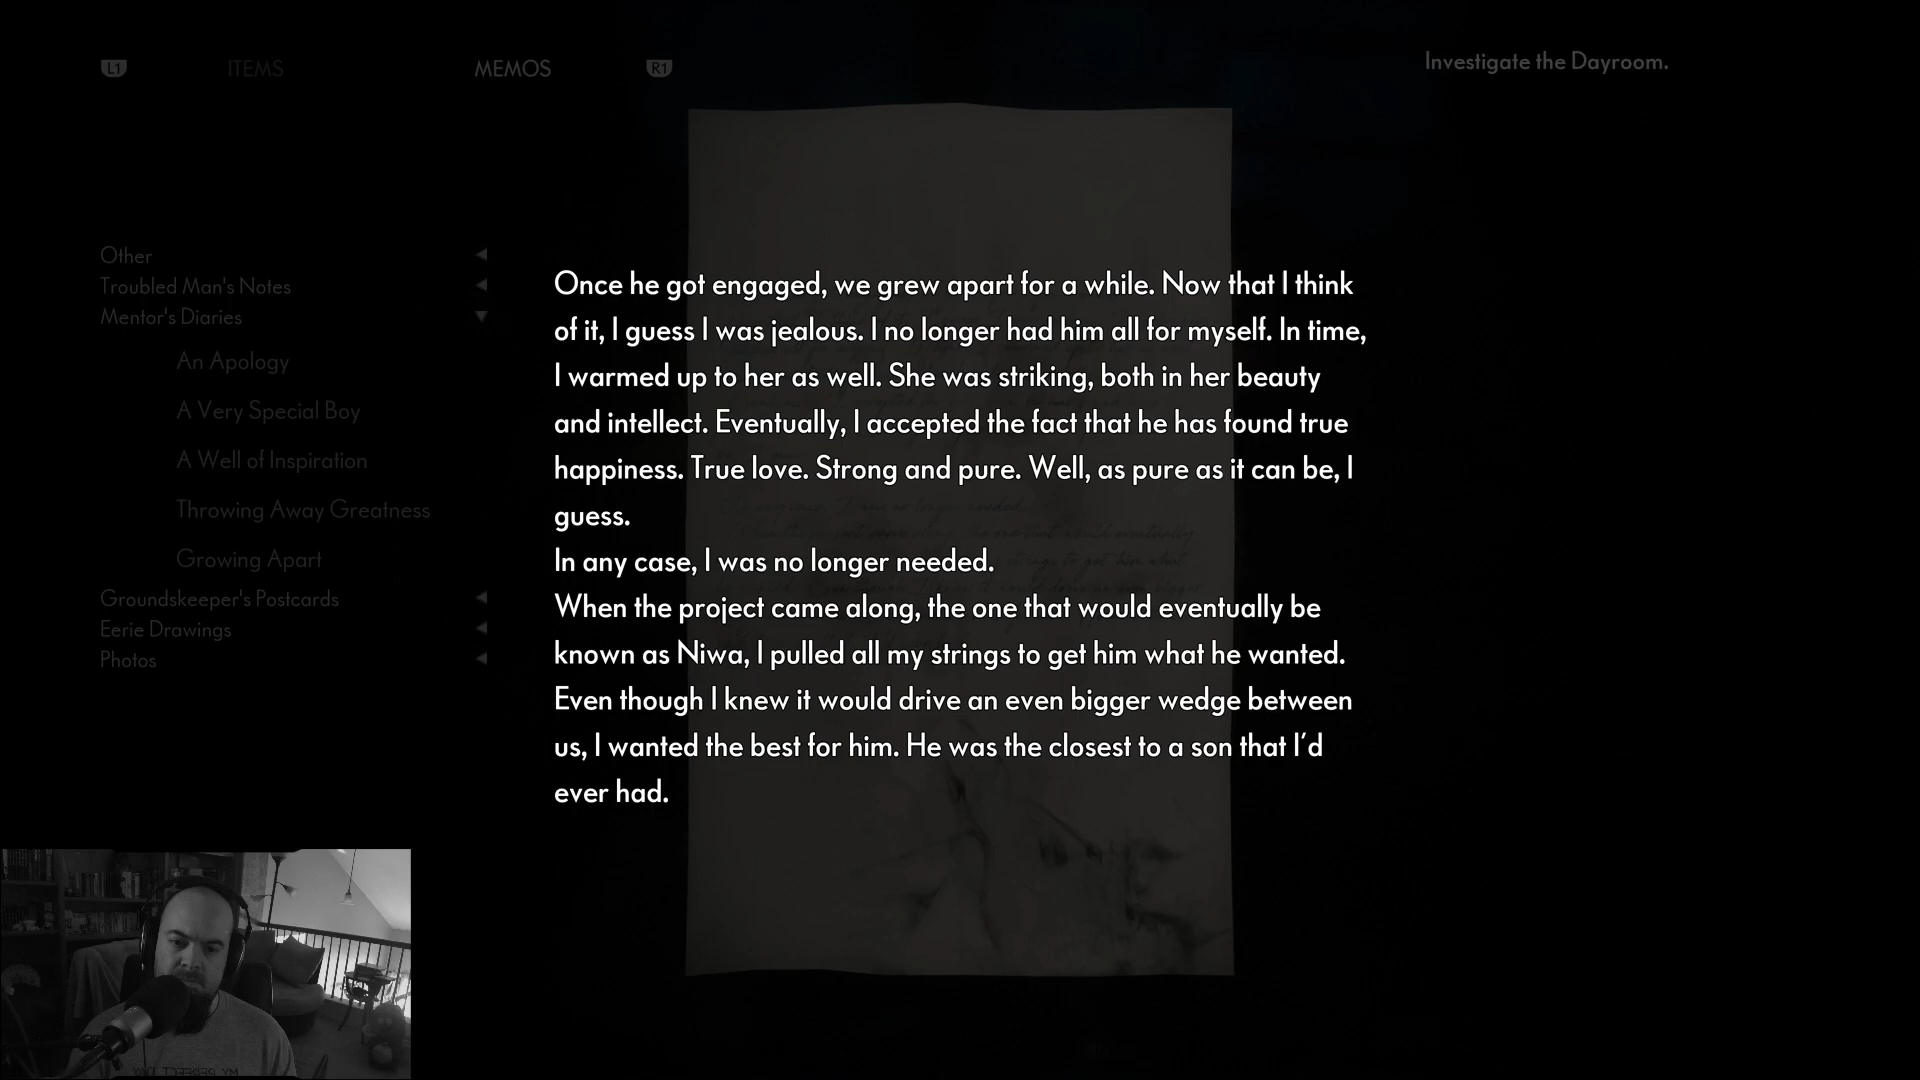 L1 ITEMS MEMOS R1
Investigate the Dayroom.
Other
Troubled Man's Notes
Mentor's Diaries
An Apology
A Very Special Boy
A Well of Inspiration
Throwing Away Greatness
Growing Apart
Groundskeeper's Postcards
Eerie Drawings
Photos
Once he got engaged, we grew apart for a while. Now that I think
of it, I guess I was jealous. I no longer had him all for myself. In time,
I warmed up to her as well. She was striking, both in her beauty
and intellect. Eventually, I accepted the fact that he has found true
happiness. True love. Strong and pure. Well, as pure as it can be, I
guess.
In any case, I was no longer needed.
When the project came along, the one that would eventually be
known as Niwa, I pulled all my strings to get him what he wanted.
Even though I knew it would drive an even bigger wedge between
us, I wanted the best for him. He was the closest to a son that I'd
ever had.